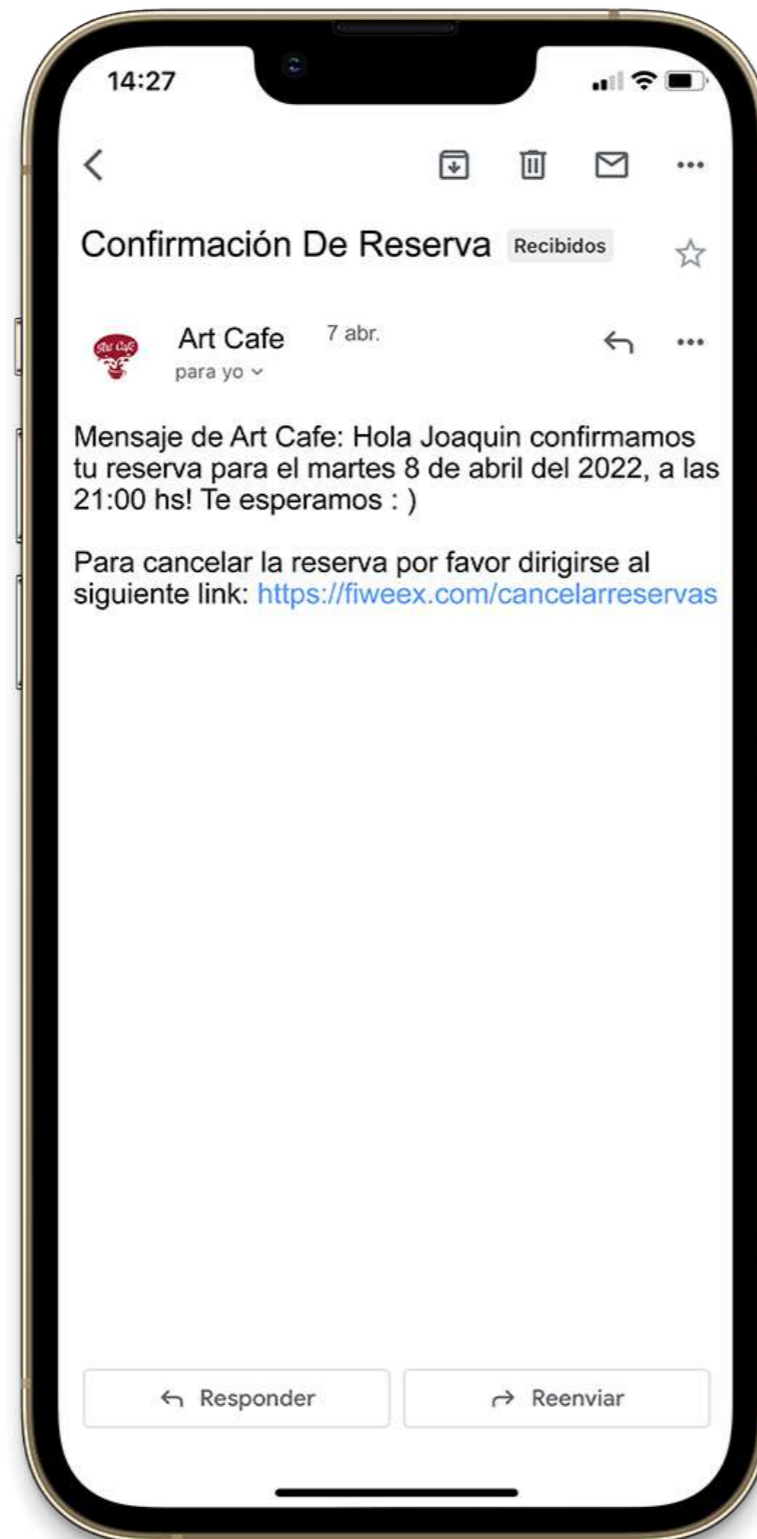 14:27
Confirmación De Reserva Recibidos
Art Cafe 7 abr.
Art Café
para yo
Mensaje de Art Cafe: Hola Joaquin confirmamos
tu reserva para el martes 8 de abril del 2022, a las
21:00 hs! Te esperamos : )
Para cancelar la reserva por favor dirigirse al
siguiente link: https://fiweex.com/cancelarreservas
Responder
Reenviar